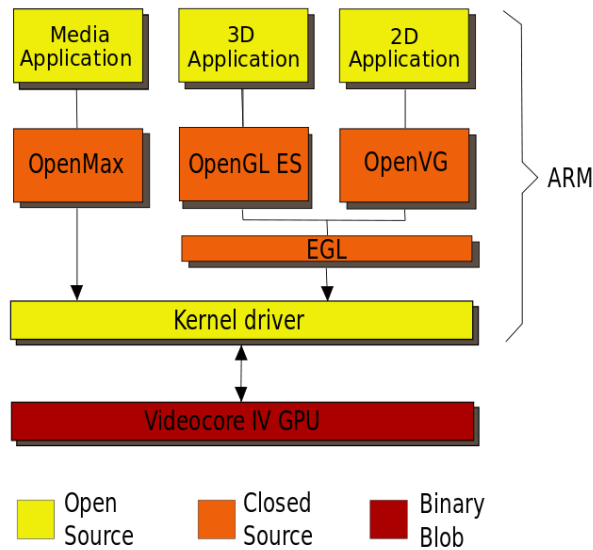 Media
Application
3D
Application
2D
Application
OpenMax
OpenGL ES
OpenVG
ARM
EGL
Kernel driver
Videocore IV GPU
Open
Source
Closed
Source
Binary
Blob